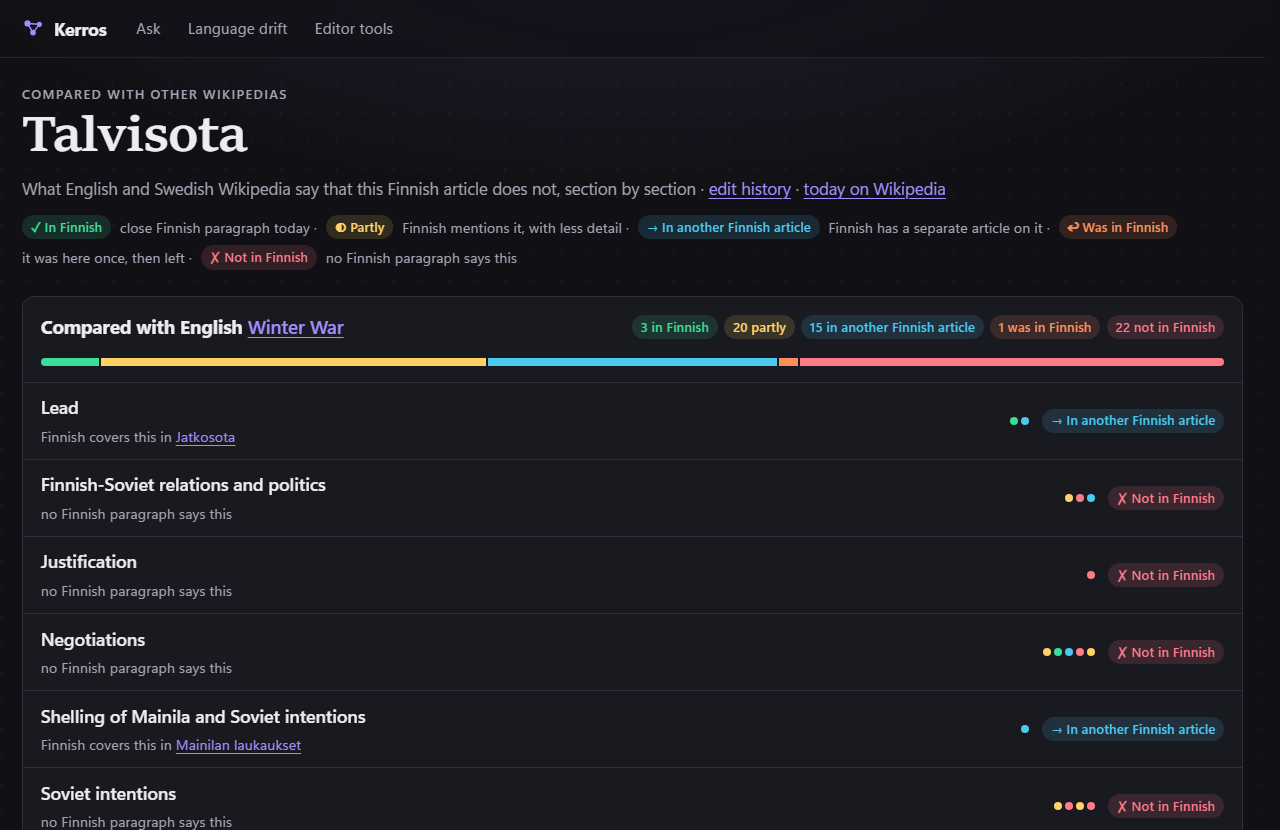 Kerros Ask Language drift Editor tools
COMPARED WITH OTHER WIKIPEDIAS
Talvisota
What English and Swedish Wikipedia say that this Finnish article does not, section by section · edit history · today on Wikipedia
✓ In Finnish close Finnish paragraph today · ◐ Partly Finnish mentions it, with less detail · → In another Finnish article Finnish has a separate article on it · ↩ Was in Finnish
it was here once, then left · ✗ Not in Finnish no Finnish paragraph says this
Compared with English Winter War 3 in Finnish 20 partly 15 in another Finnish article 1 was in Finnish 22 not in Finnish
Lead
Finnish covers this in Jatkosota
→ In another Finnish article
Finnish-Soviet relations and politics
no Finnish paragraph says this
✗ Not in Finnish
Justification
no Finnish paragraph says this
✗ Not in Finnish
Negotiations
no Finnish paragraph says this
✗ Not in Finnish
Shelling of Mainila and Soviet intentions
Finnish covers this in Mainilan laukaukset
→ In another Finnish article
Soviet intentions
no Finnish paragraph says this
✗ Not in Finnish